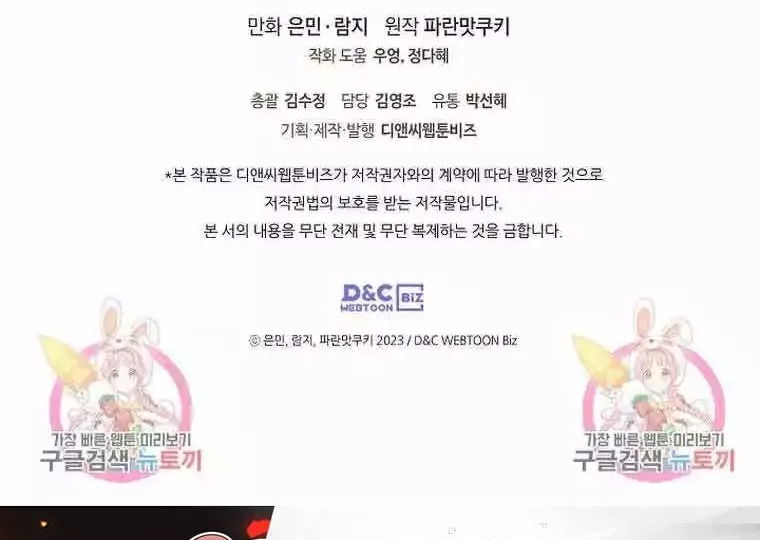 만화 은민·람지 원작 파란맛쿠키
작화 도움 우엉, 정다혜
총괄 김수정 담당 김영조 유통 박선혜
기획·제작·발행 디앤씨웹툰비즈
*본 작품은 디앤씨웹툰비즈가 저작권자와의 계약에 따라 발행한 것으로
저작권법의 보호를 받는 저작물입니다.
본 서의 내용을 무단 전재 및 무단 복제하는 것을 금합니다.
D&C BIZ
WEBTOON
ⓒ 은민, 람지, 파란맛쿠키 2023 / D&C WEBTOON Biz
가장 빠른 웹툰 미리보기
구글검색 뉴토끼
가장 빠른 웹툰 미리보기
구글검색 뉴토끼